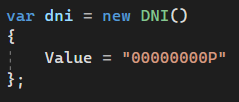 var dni = new DNI()
{
    Value = "00000000P"
};